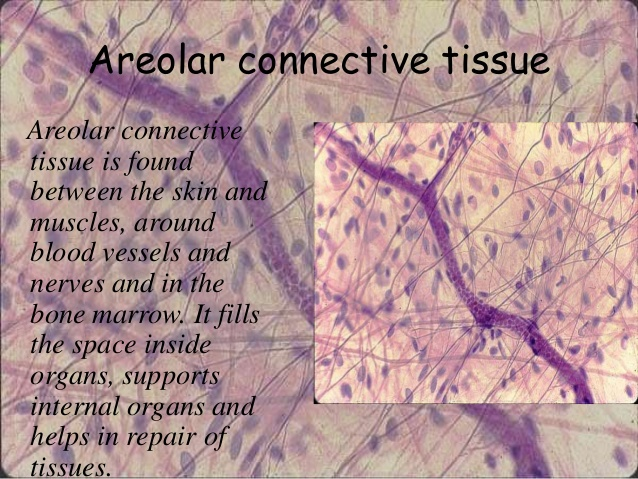 Areolar connective tissue
Areolar connective
tissue is found
between the skin and
muscles, around
blood vessels and
nerves and in the
bone marrow. It fills
the space inside
organs, supports
internal organs and
helps in repair of
tissues.